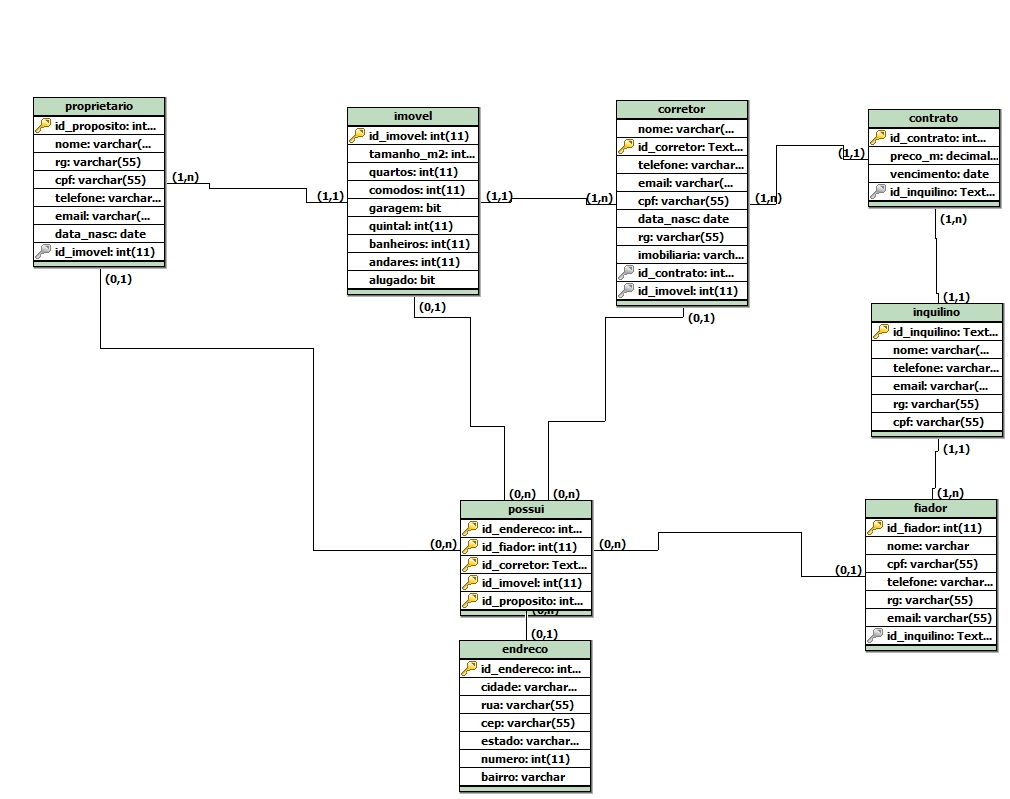 proprietario
id_proposito: int...
nome: varchar(...
rg: varchar(55)
cpf: varchar(55)
telefone: varchar...
email: varchar(...
data_nasc: date
id_imovel: int(11)
(1,n)
(0,1)
(1,1)
imovel
id_imovel: int(11)
tamanho_m2: int...
quartos: int(11)
comodos: int(11)
garagem: bit
quintal: int(11)
banheiros: int(11)
andares: int(11)
alugado: bit
(1,1)
(0,1)
(1,n)
corretor
nome: varchar(...
id_corretor: Text...
telefone: varchar...
email: varchar(...
cpf: varchar(55)
data_nasc: date
rg: varchar(55)
imobiliaria: varch...
id_contrato: int...
id_imovel: int(11)
(1,n)
(0,1)
(1,1)
contrato
id_contrato: int...
preco_m: decimal...
vencimento: date
id_inquilino: Text...
(1,n)
(1,1)
inquilino
id_inquilino: Text...
nome: varchar(...
telefone: varchar...
email: varchar(...
rg: varchar(55)
cpf: varchar(55)
(1,1)
(1,n)
fiador
id_fiador: int(11)
nome: varchar
cpf: varchar(55)
telefone: varchar...
rg: varchar(55)
email: varchar(55)
id_inquilino: Text...
(0,1)
(0,n)
(0,n)
(0,n)
(0,n)
possui
id_endereco: int...
id_fiador: int(11)
id_corretor: Text...
id_imovel: int(11)
id_proposito: int...
(0,n)
(0,1)
endreco
id_endereco: int...
cidade: varchar...
rua: varchar(55)
cep: varchar(55)
estado: varchar...
numero: int(11)
bairro: varchar